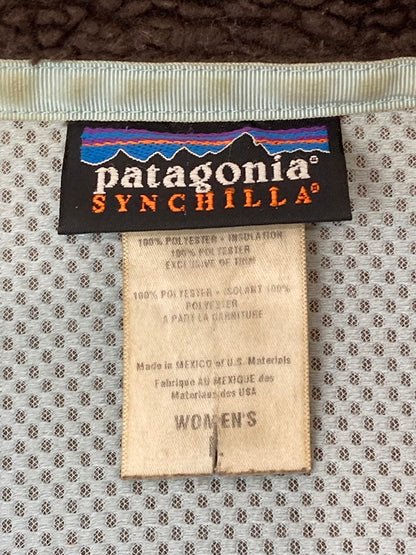 patagonia®
SYNCHILLA®
100% POLYESTER • INSULATION
100% POLYESTER
EXCLUSIVE OF TRIM
100% POLYESTER • ISOLANT 100%
POLYESTER
A PART LA GARNITURE
Made in MEXICO of U.S. Materials
Fabriqué AU MEXIQUE des
Materiaux des USA
WOMEN'S